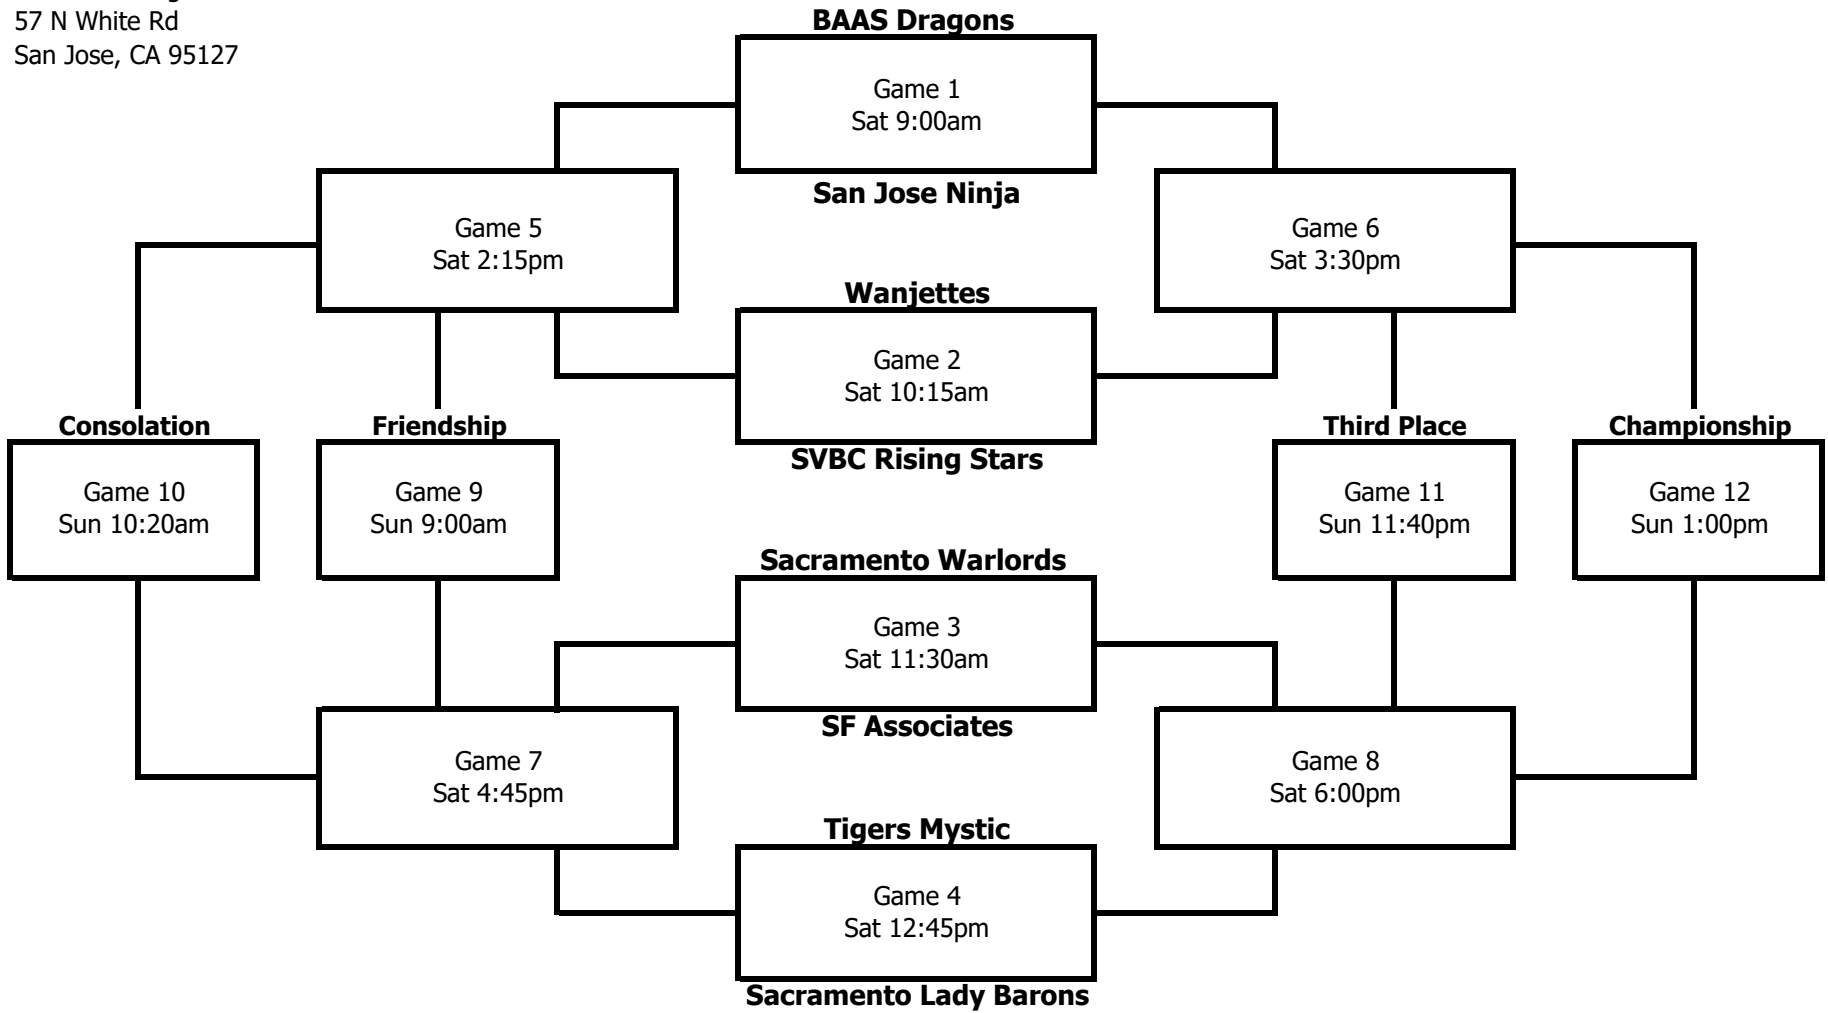 57 N White Rd
San Jose, CA 95127
BAAS Dragons
Game 1
Sat 9:00am
San Jose Ninja
Game 5
Sat 2:15pm
Game 6
Sat 3:30pm
Wanjettes
Game 2
Sat 10:15am
SVBC Rising Stars
Consolation
Game 10
Sun 10:20am
Friendship
Game 9
Sun 9:00am
Third Place
Game 11
Sun 11:40pm
Championship
Game 12
Sun 1:00pm
Sacramento Warlords
Game 3
Sat 11:30am
SF Associates
Game 7
Sat 4:45pm
Game 8
Sat 6:00pm
Tigers Mystic
Game 4
Sat 12:45pm
Sacramento Lady Barons